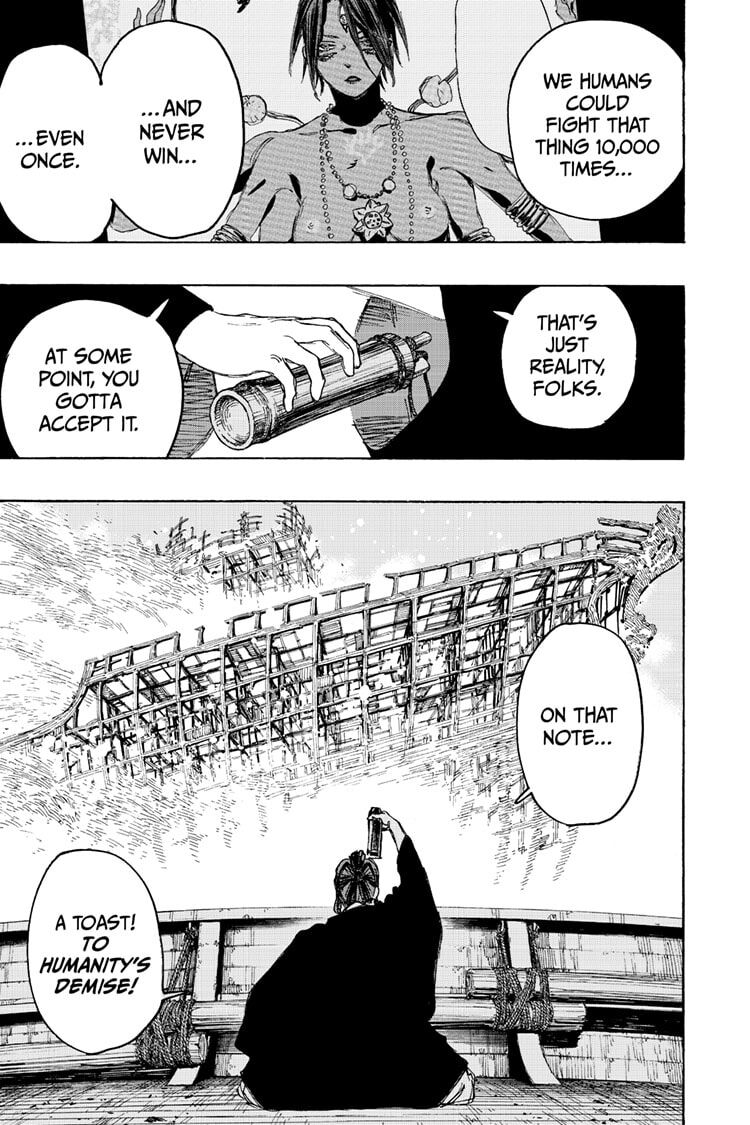 WE HUMANS
COULD
FIGHT THAT
THING 10,000
TIMES...
...AND
NEVER
WIN...
...EVEN
ONCE.
THAT'S
JUST
REALITY,
FOLKS.
AT SOME
POINT, YOU
GOTTA
ACCEPT IT.
ON THAT
NOTE...
A TOAST!
TO
HUMANITY'S
DEMISE!